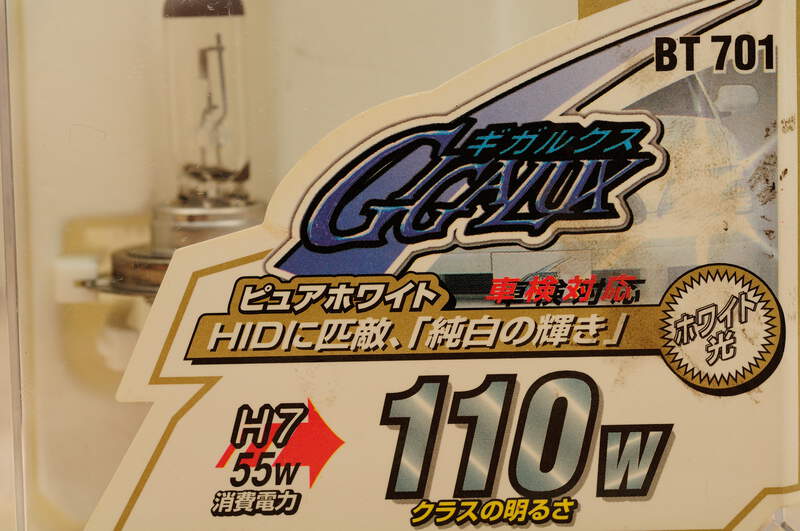 BT 701
ギガルクス
GIGALUX
車検対応
ピュアホワイト
HIDに匹敵、「純白の輝き」
ホワイト
光
H7
55W
消費電力
110W
クラスの明るさ